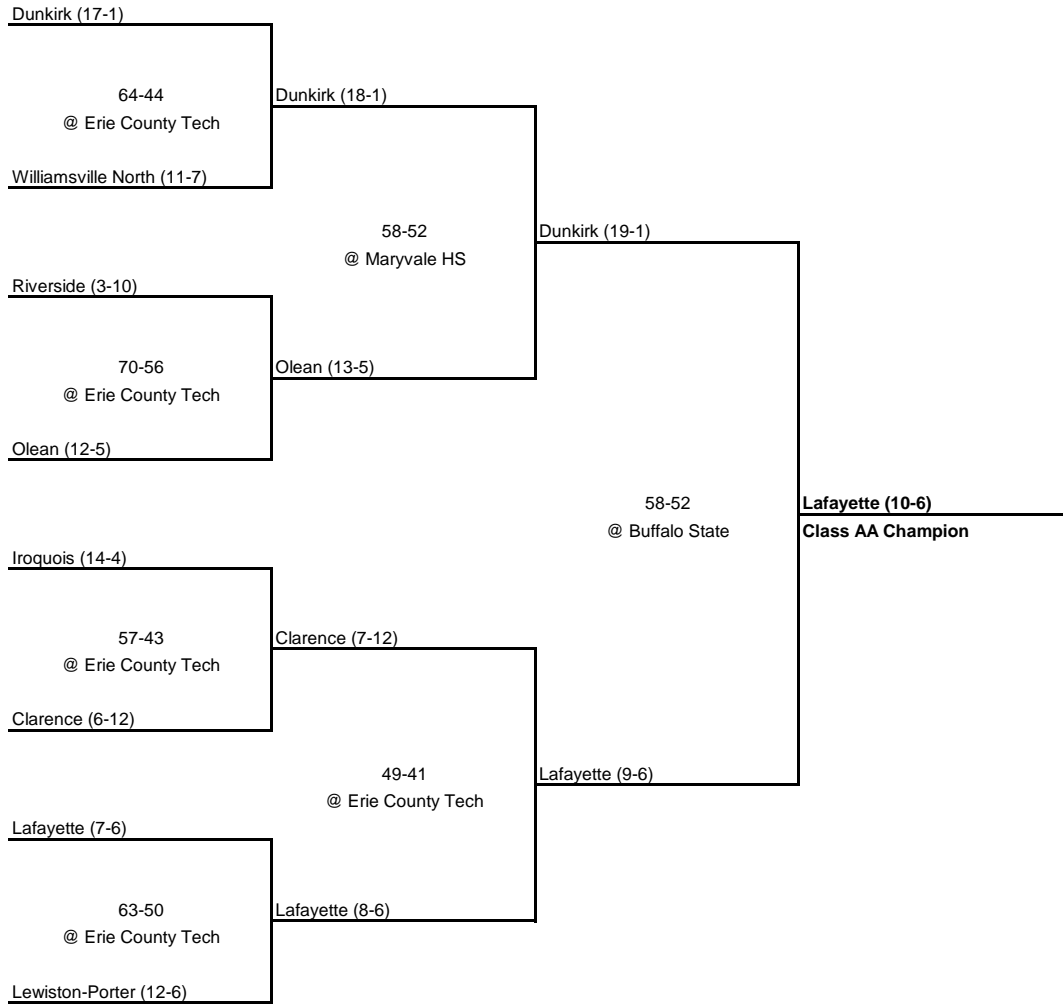 Dunkirk (17-1)
64-44
@ Erie County Tech
Dunkirk (18-1)
Williamsville North (11-7)
58-52
@ Maryvale HS
Dunkirk (19-1)
Riverside (3-10)
70-56
@ Erie County Tech
Olean (13-5)
Olean (12-5)
58-52
@ Buffalo State
Lafayette (10-6)
Class AA Champion
Iroquois (14-4)
57-43
@ Erie County Tech
Clarence (7-12)
Clarence (6-12)
49-41
@ Erie County Tech
Lafayette (9-6)
Lafayette (7-6)
63-50
@ Erie County Tech
Lafayette (8-6)
Lewiston-Porter (12-6)